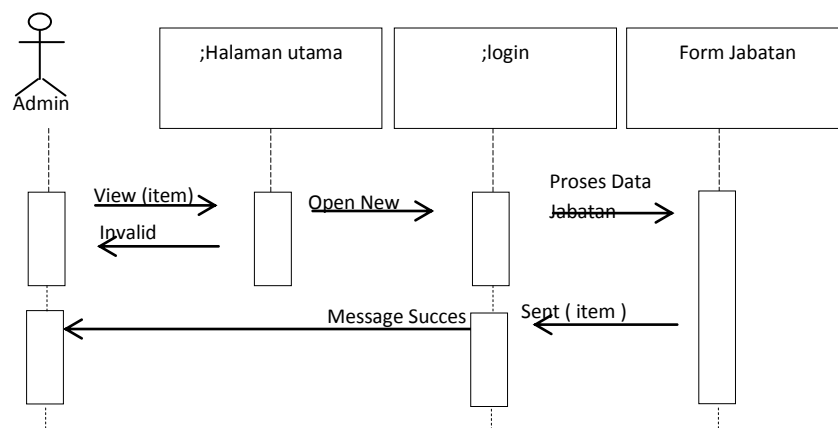 ;Halaman utama
;login
Form Jabatan
Admin
View (item)
Open New
Proses Data
Jabatan
Invalid
Message Succes
Sent ( item )